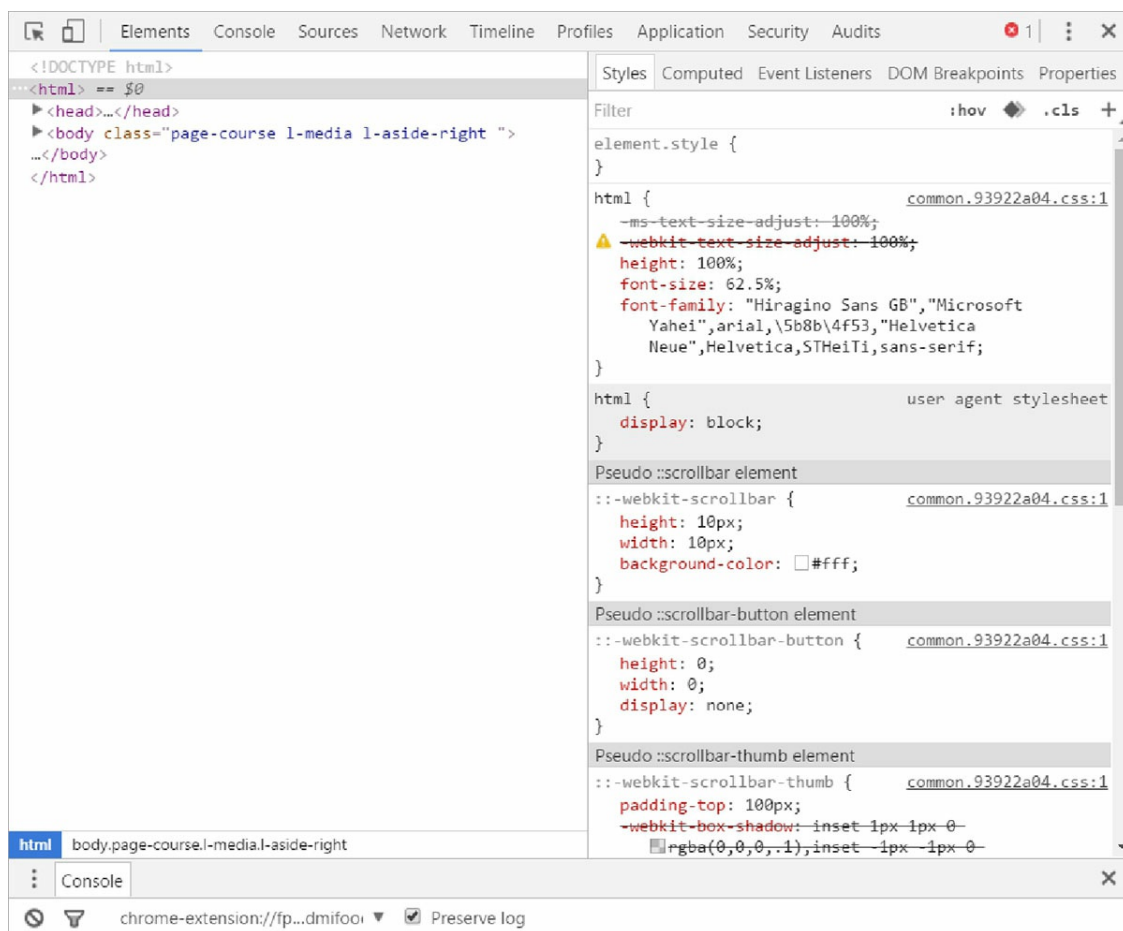 Elements Console Sources Network Timeline Profiles Application Security Audits 1
<!DOCTYPE html>
···<html> == $0
<head>…</head>
<body class="page-course l-media l-aside-right ">
…</body>
</html>
html body.page-course.l-media.l-aside-right
Styles Computed Event Listeners DOM Breakpoints Properties
Filter :hov .cls +
element.style {
}
html { common.93922a04.css:1
-ms-text-size-adjust: 100%;
-webkit-text-size-adjust: 100%;
height: 100%;
font-size: 62.5%;
font-family: "Hiragino Sans GB","Microsoft
Yahei",arial,\5b8b\4f53,"Helvetica
Neue",Helvetica,STHeiTi,sans-serif;
}
html { user agent stylesheet
display: block;
}
Pseudo ::scrollbar element
::-webkit-scrollbar { common.93922a04.css:1
height: 10px;
width: 10px;
background-color: #fff;
}
Pseudo ::scrollbar-button element
::-webkit-scrollbar-button { common.93922a04.css:1
height: 0;
width: 0;
display: none;
}
Pseudo ::scrollbar-thumb element
::-webkit-scrollbar-thumb { common.93922a04.css:1
padding-top: 100px;
-webkit-box-shadow: inset 1px 1px 0
rgba(0,0,0,.1),inset -1px -1px 0
Console
chrome-extension://fp...dmifoo Preserve log